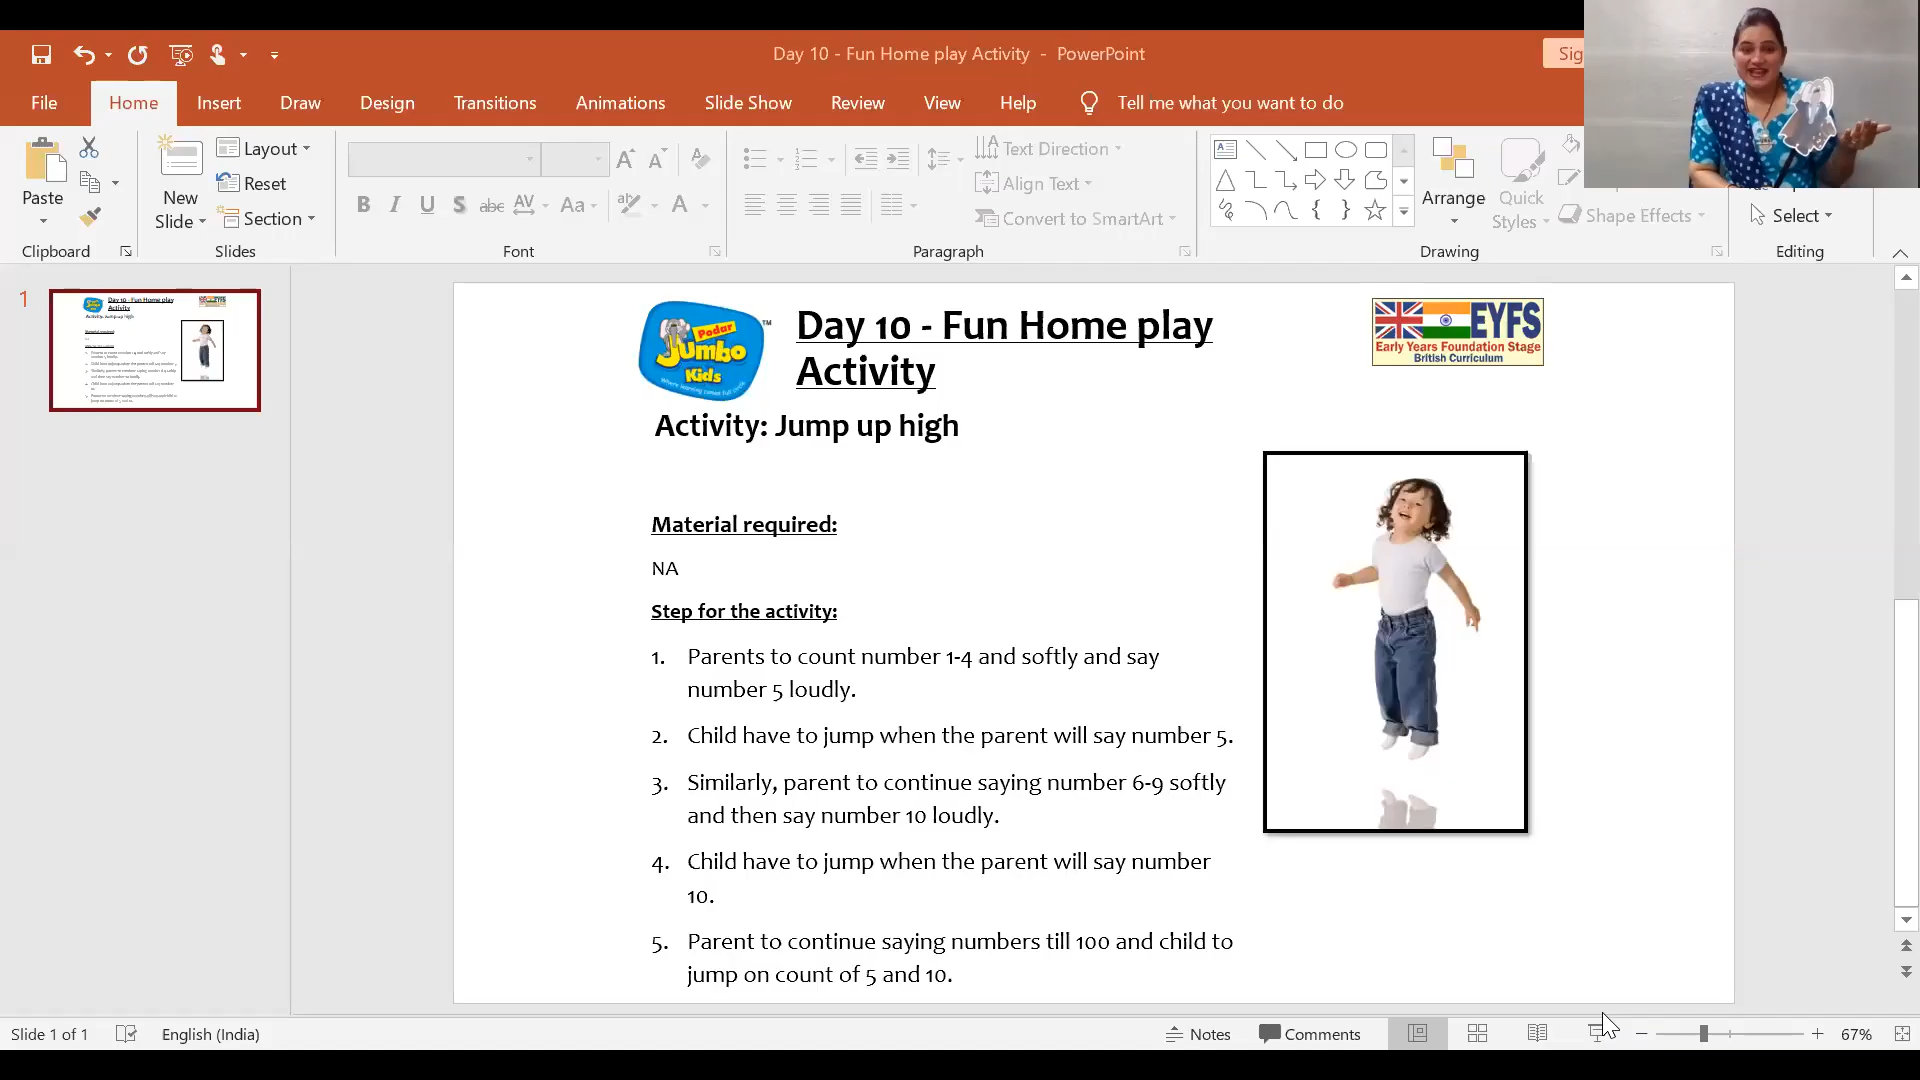 Day 10 - Fun Home play Activity - PowerPoint
File Home Insert Draw Design Transitions Animations Slide Show Review View Help Tell me what you want to do
Paste
Clipboard
New
Slide
Layout
Reset
Section
Slides
Font
Text Direction
Align Text
Convert to SmartArt
Paragraph
Arrange
Quick
Styles
Shape Effects
Drawing
Select
Editing
1
Podar
Jumbo
Kids
Day 10 - Fun Home play
Activity
EYFS
Early Years Foundation Stage
British Curriculum
Activity: Jump up high
Material required:
NA
Step for the activity:
1. Parents to count number 1-4 and softly and say
number 5 loudly.
2. Child have to jump when the parent will say number 5.
3. Similarly, parent to continue saying number 6-9 softly
and then say number 10 loudly.
4. Child have to jump when the parent will say number
10.
5. Parent to continue saying numbers till 100 and child to
jump on count of 5 and 10.
Slide 1 of 1 English (India) Notes Comments 67%